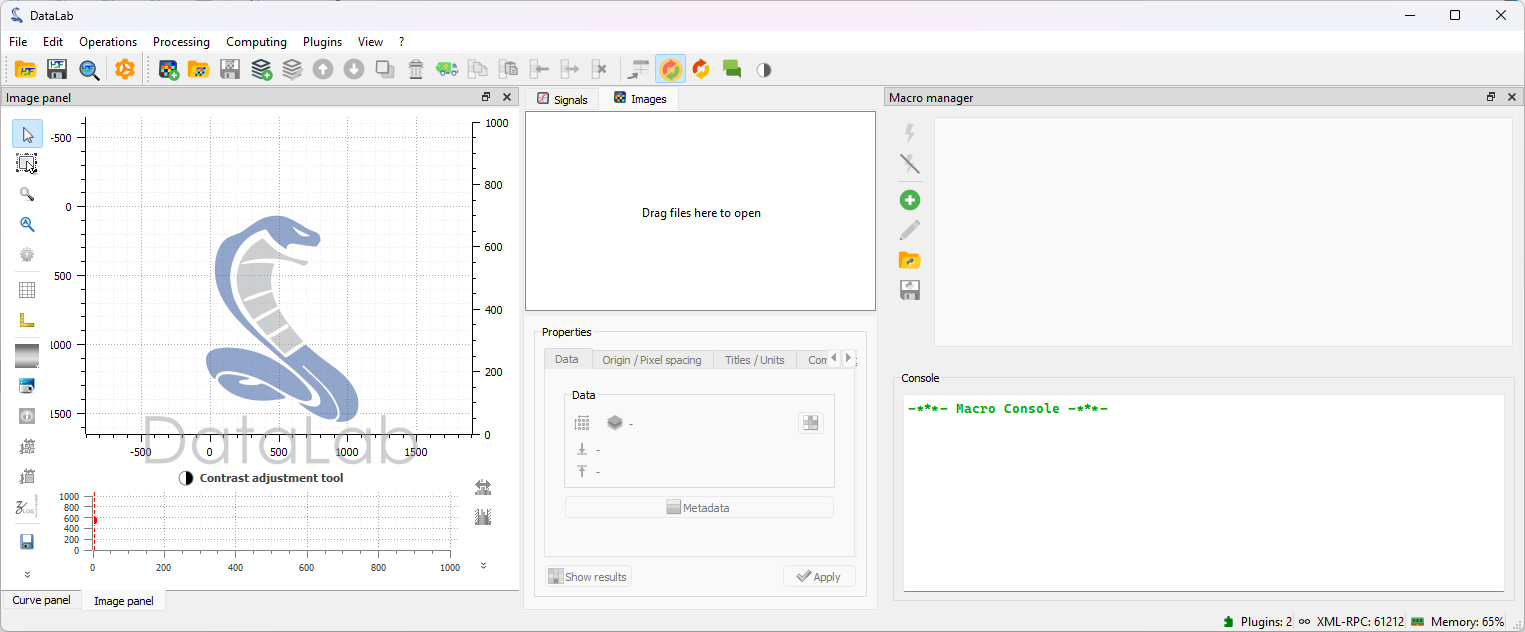 DataLab
File Edit Operations Processing Computing Plugins View ?
Image panel
-500
0
500
1000
1500
-500 0 500 1000 1500
1000
800
600
400
200
0
DataLab
Contrast adjustment tool
1000
800
600
400
200
0
0 200 400 600 800 1000
Curve panel Image panel
Signals Images
Drag files here to open
Properties
Data Origin / Pixel spacing Titles / Units
Data
-
-
-
Metadata
Show results Apply
Macro manager
Console
-***- Macro Console -***-
Plugins: 2 XML-RPC: 61212 Memory: 65%